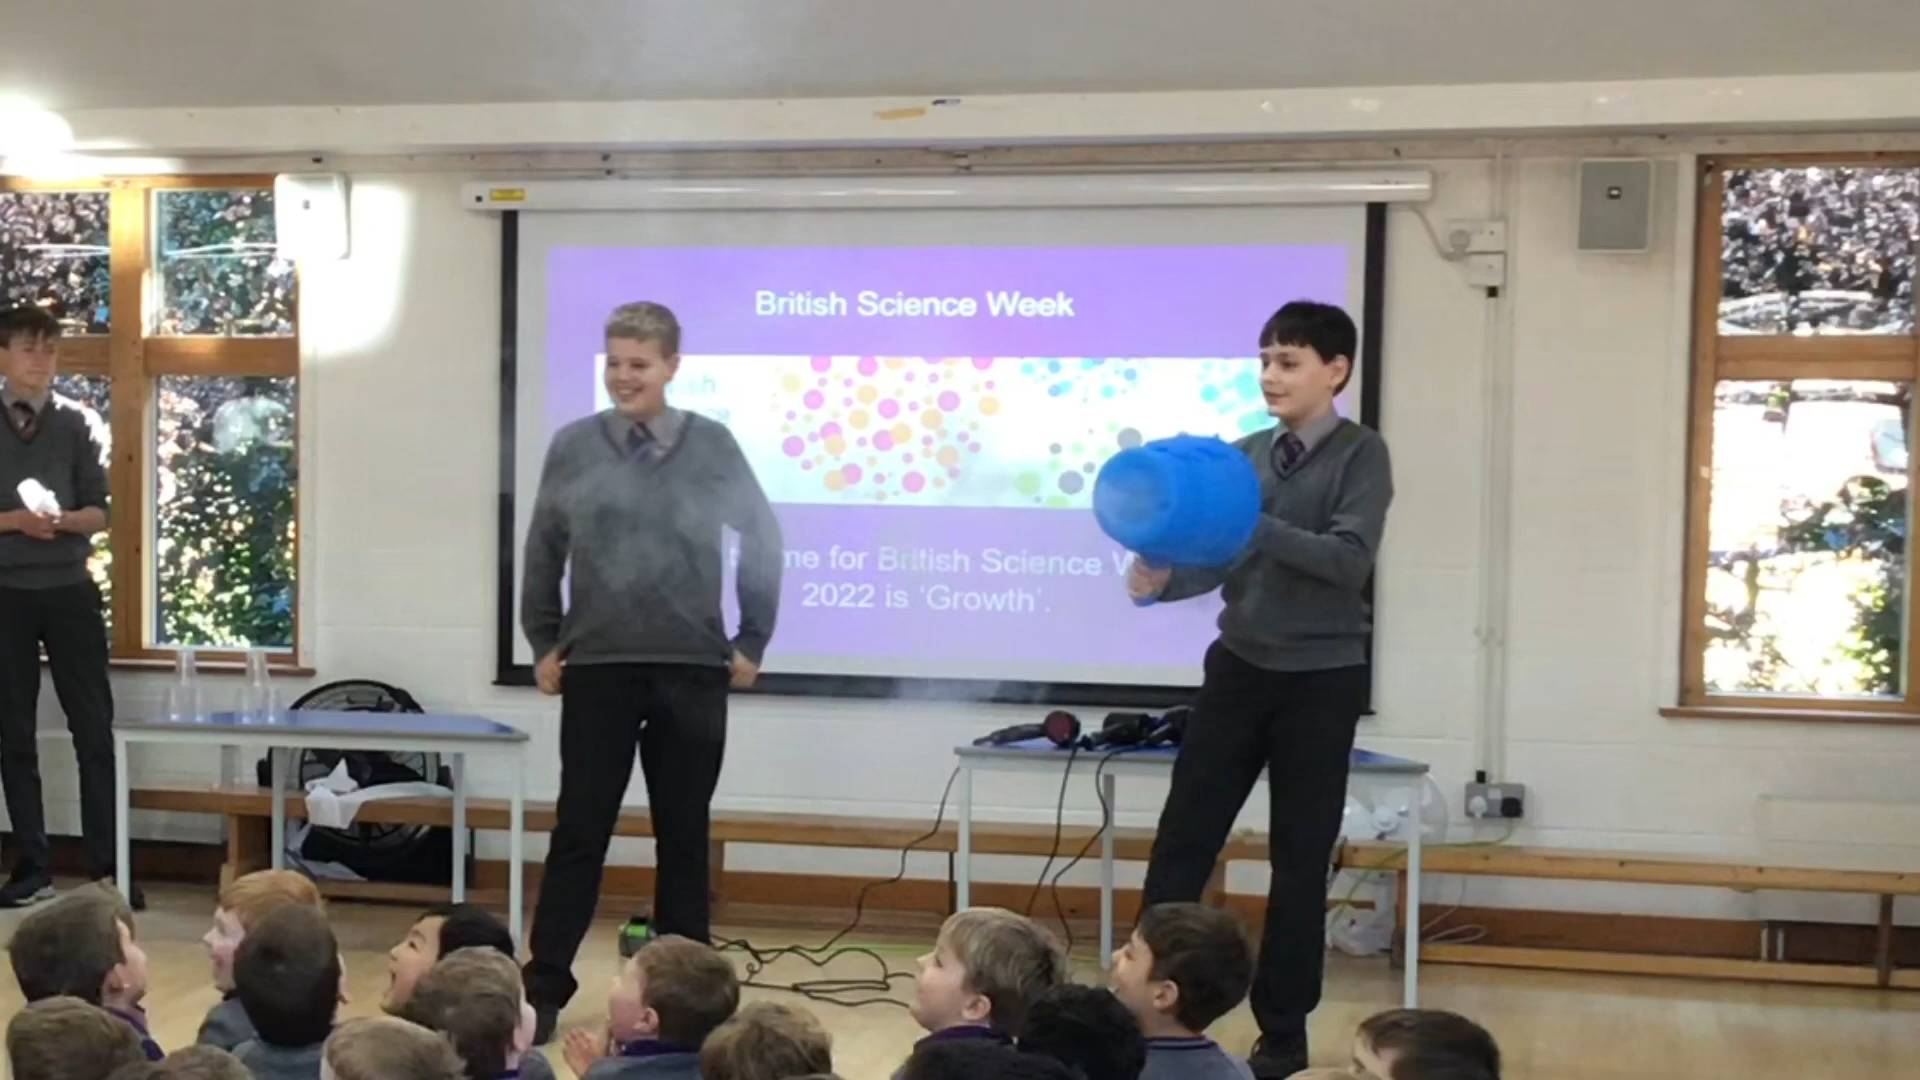 British Science Week
me for British Science W
2022 is 'Growth'.